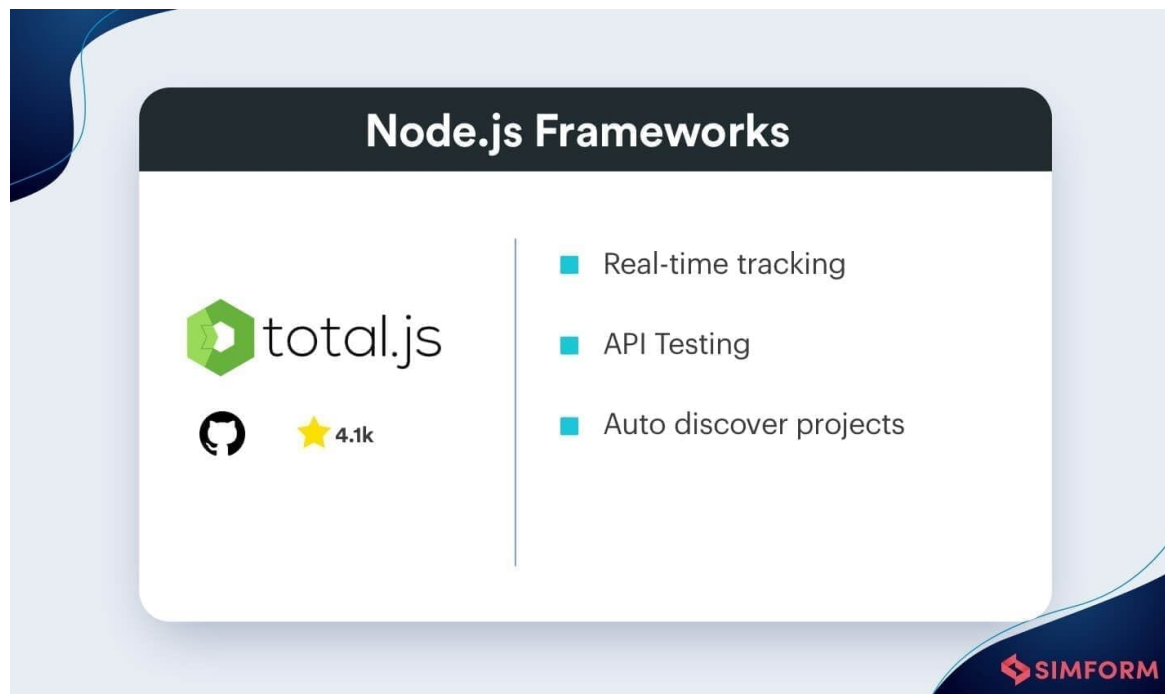 Node.js Frameworks
total.js
4.1k
Real-time tracking
API Testing
Auto discover projects
SIMFORM